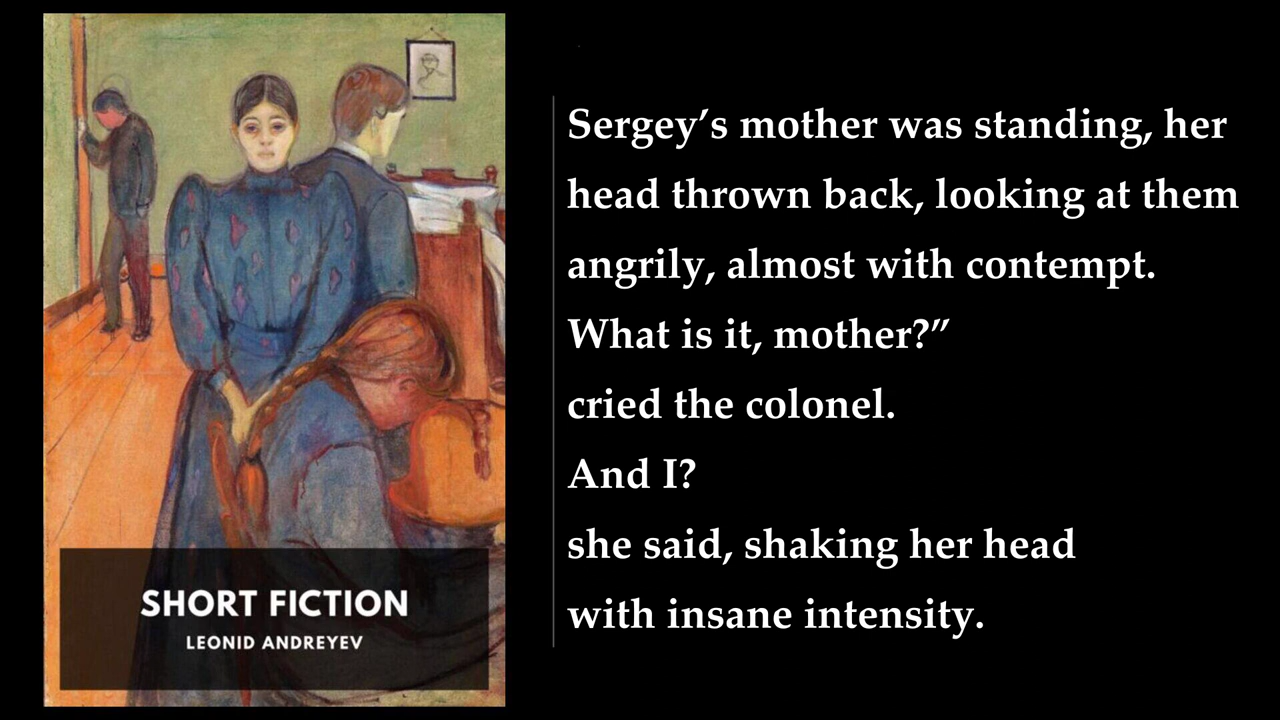 SHORT FICTION
LEONID ANDREYEV
Sergey’s mother was standing, her
head thrown back, looking at them
angrily, almost with contempt.
What is it, mother?”
cried the colonel.
And I?
she said, shaking her head
with insane intensity.